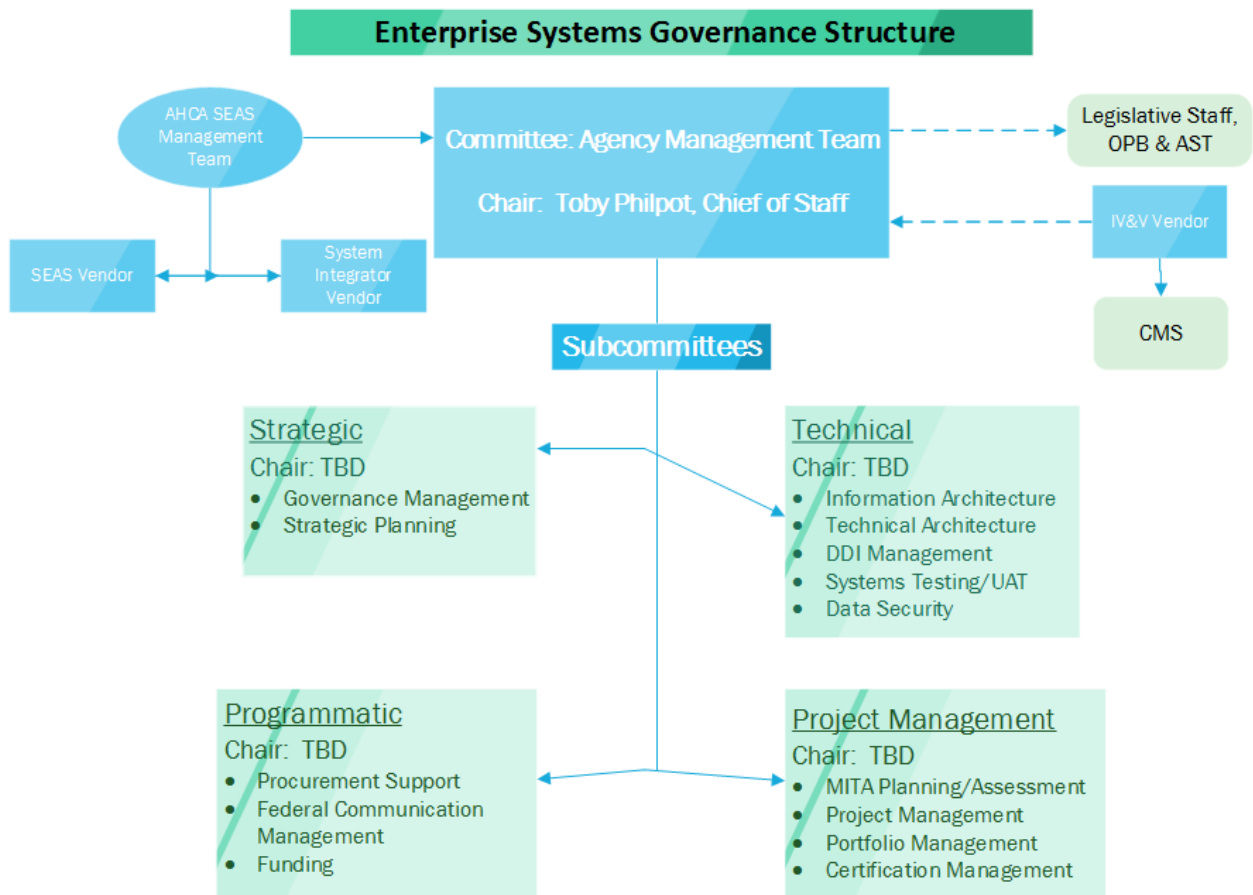 Enterprise Systems Governance Structure
AHCA SEAS
Management
Team
Committee: Agency Management Team
Chair: Toby Philpot, Chief of Staff
Legislative Staff,
OPB & AST
SEAS Vendor
System
Integrator
Vendor
IV&V Vendor
CMS
Subcommittees
Strategic
Chair: TBD
• Governance Management
• Strategic Planning
Technical
Chair: TBD
• Information Architecture
• Technical Architecture
• DDI Management
• Systems Testing/UAT
• Data Security
Programmatic
Chair: TBD
• Procurement Support
• Federal Communication
Management
• Funding
Project Management
Chair: TBD
• MITA Planning/Assessment
• Project Management
• Portfolio Management
• Certification Management